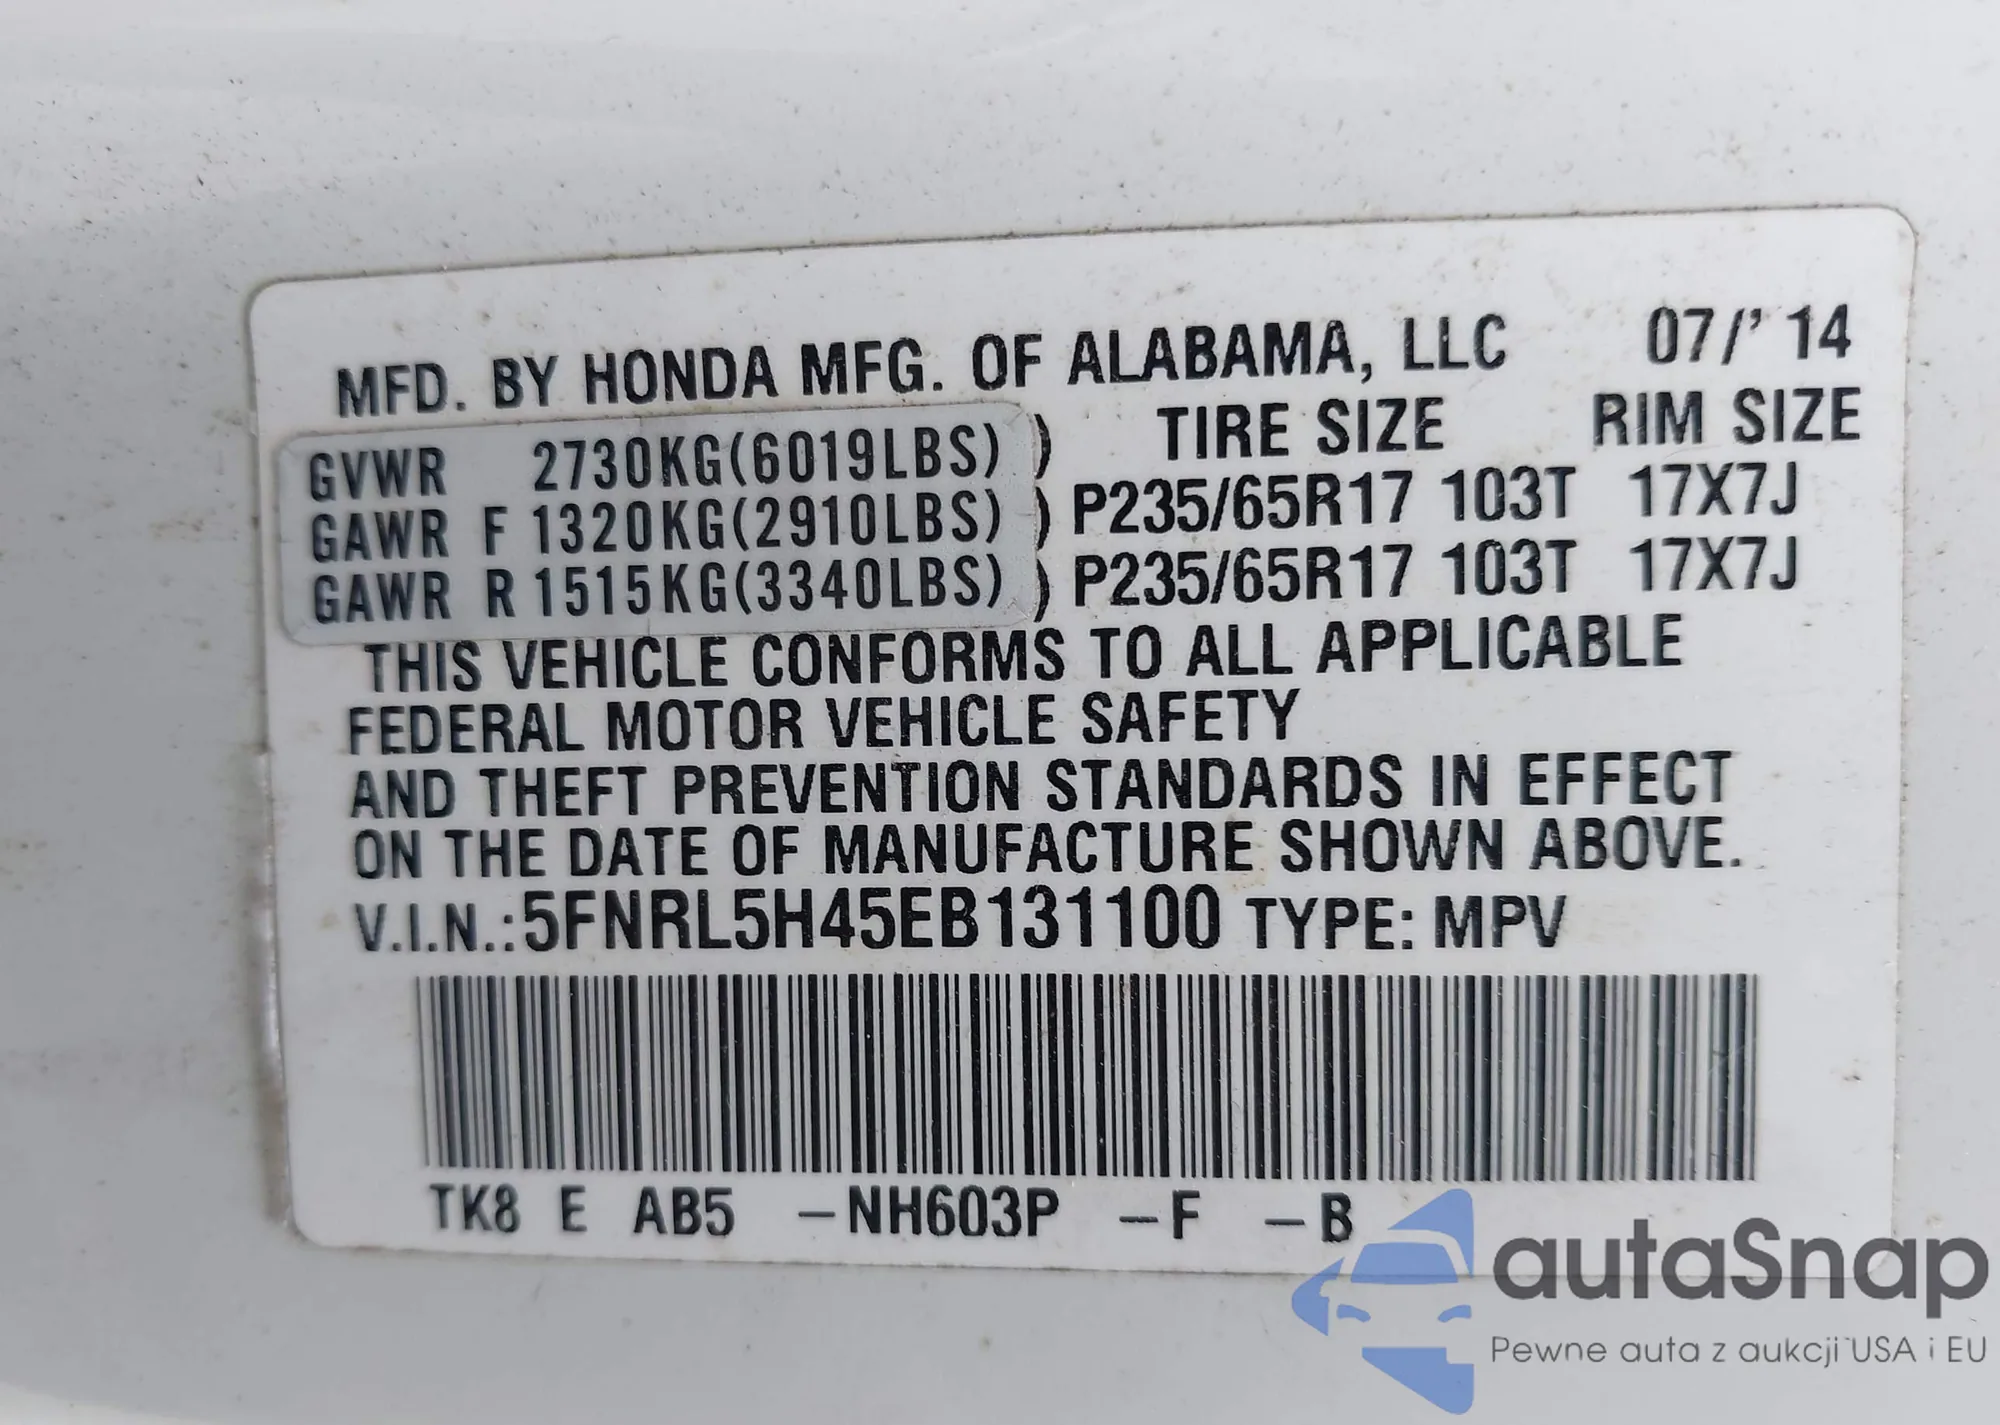 MFD. BY HONDA MFG. OF ALABAMA, LLC 07/'14
TIRE SIZE RIM SIZE
GVWR 2730KG(6019LBS) )
GAWR F 1320KG(2910LBS) ) P235/65R17 103T 17X7J
GAWR R 1515KG(3340LBS) ) P235/65R17 103T 17X7J
THIS VEHICLE CONFORMS TO ALL APPLICABLE
FEDERAL MOTOR VEHICLE SAFETY
AND THEFT PREVENTION STANDARDS IN EFFECT
ON THE DATE OF MANUFACTURE SHOWN ABOVE.
V.I.N.:5FNRL5H45EB131100 TYPE: MPV
TK8 E AB5 -NH603P -F -B
autaSnap
Pewne auta z aukcji USA i EU